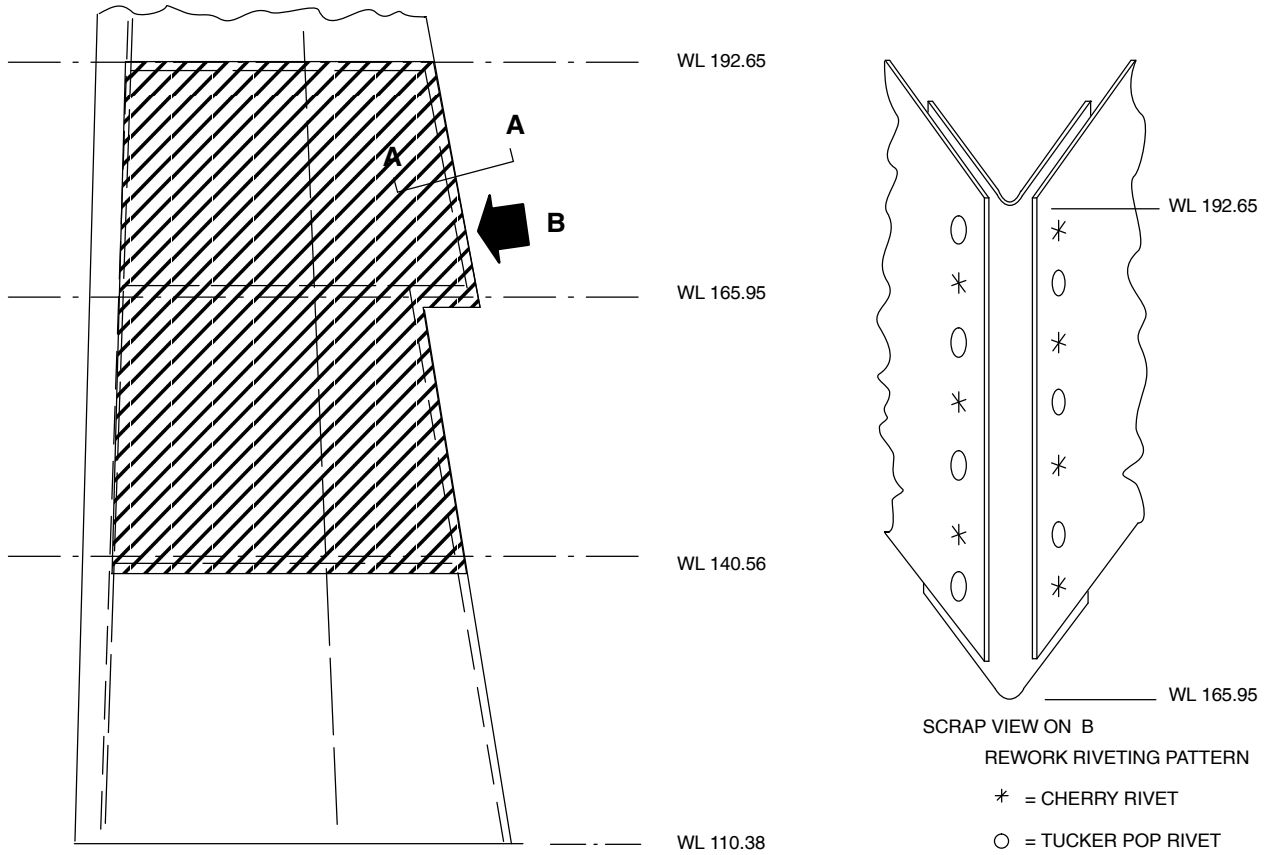 WL 192.65
A
A
B
WL 165.95
WL 140.56
WL 110.38
WL 192.65
WL 165.95
SCRAP VIEW ON B
REWORK RIVETING PATTERN
= CHERRY RIVET
= TUCKER POP RIVET